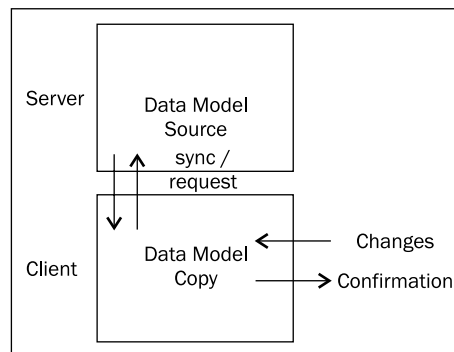 Server
Data Model
Source
sync /
request
Client
Data Model
Copy
Changes
Confirmation